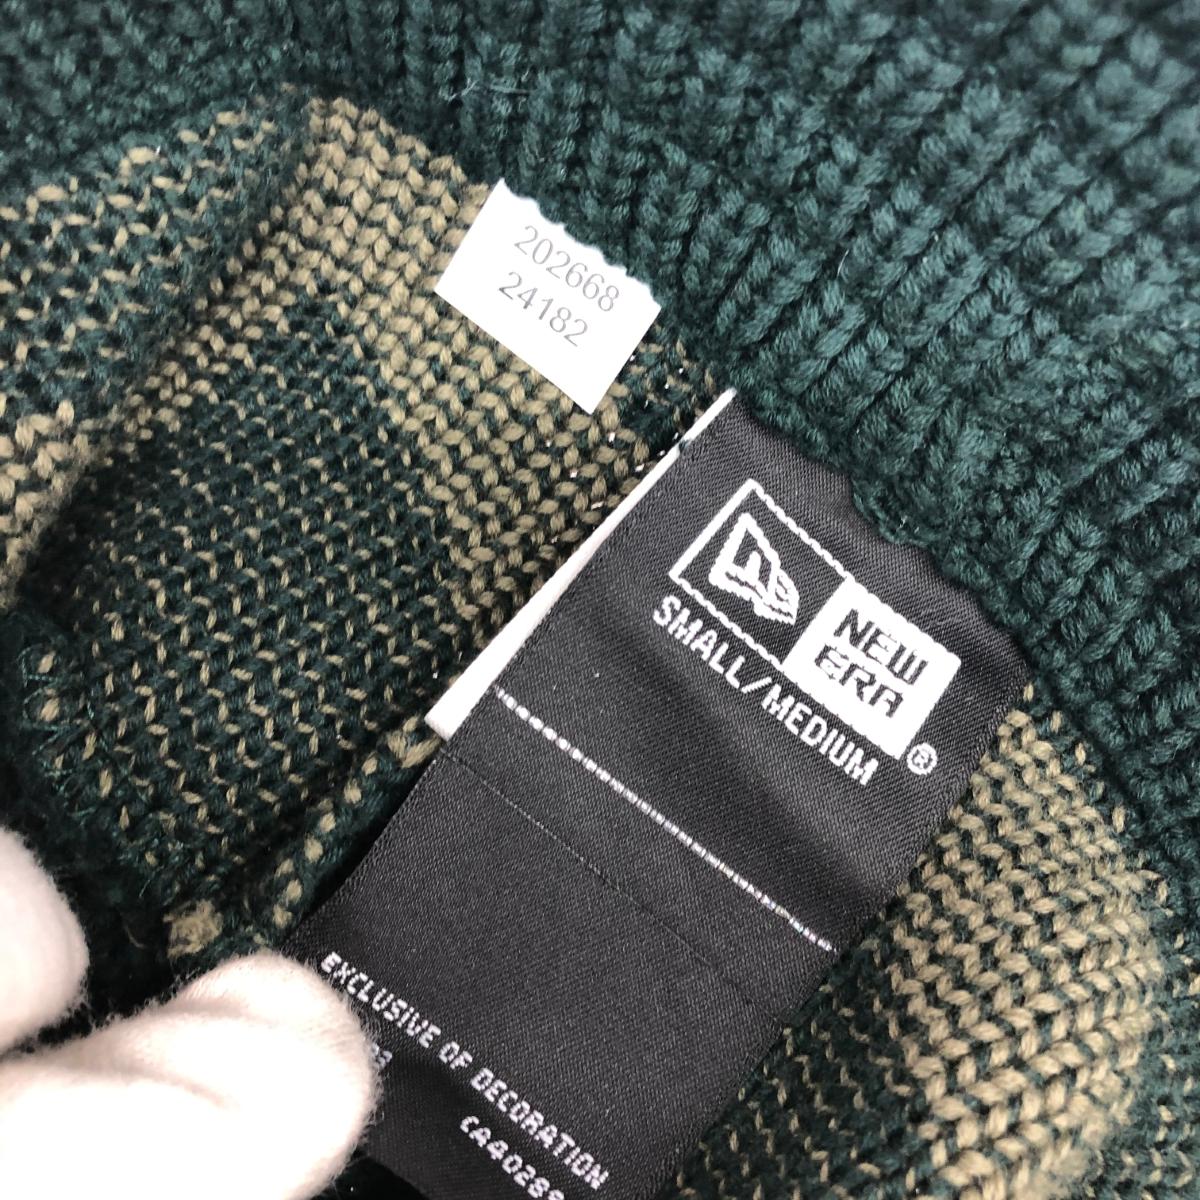 202668
24182
NEW
ERA
®
SMALL/MEDIUM
EXCLUSIVE OF DECORATION